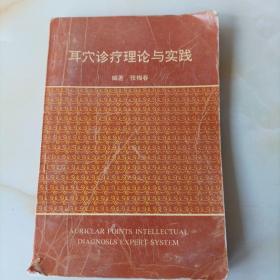 耳穴诊疗理论与实践
编著 张梅春
AURICLAR POINTS INTELLECTUAL
DIAGNOSIS EXPERT SYSTEM